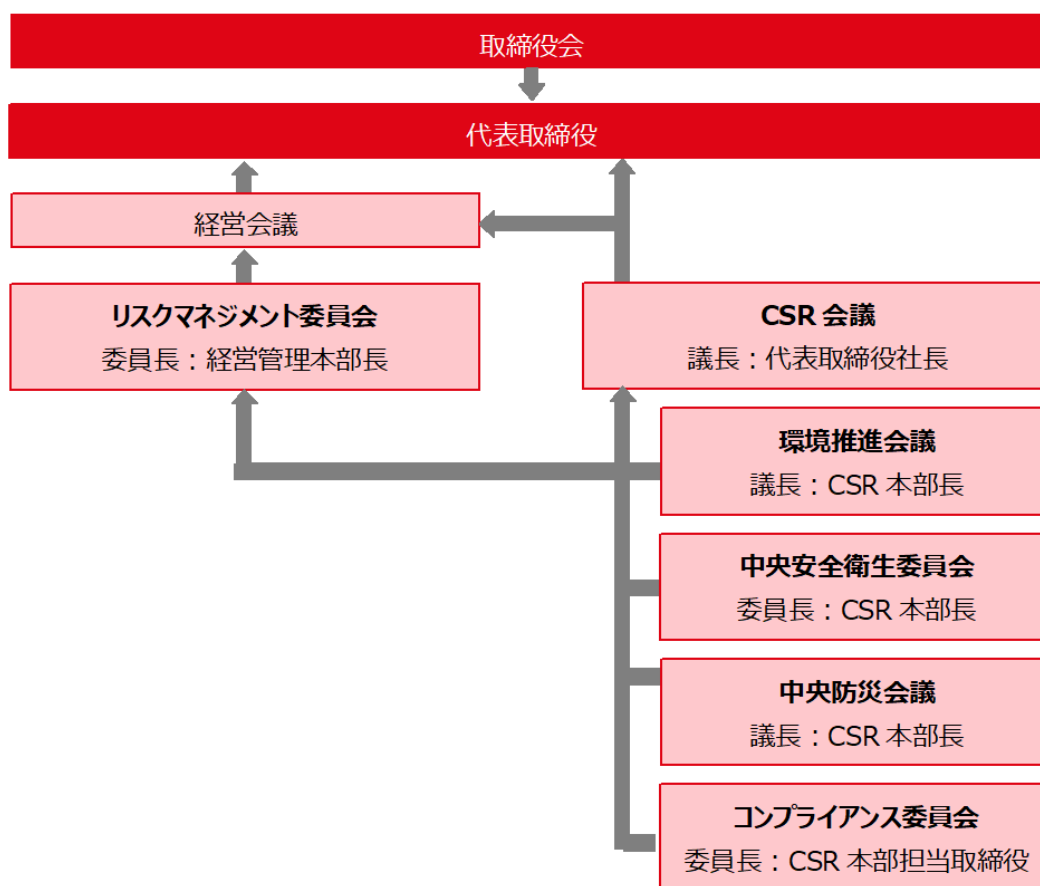 取締役会
代表取締役
経営会議
リスクマネジメント委員会
委員長：経営管理本部長
CSR 会議
議長：代表取締役社長
環境推進会議
議長：CSR 本部長
中央安全衛生委員会
委員長：CSR 本部長
中央防災会議
議長：CSR 本部長
コンプライアンス委員会
委員長：CSR 本部担当取締役